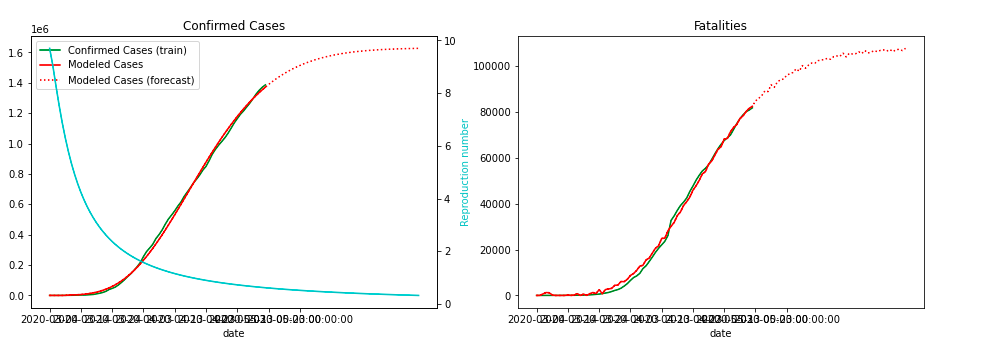 Confirmed Cases
1e6
Confirmed Cases (train)
Modeled Cases
Modeled Cases (forecast)
1.6
1.4
1.2
1.0
0.8
0.6
0.4
0.2
0.0
10
8
6
4
2
0
Reproduction number
date
Fatalities
100000
80000
60000
40000
20000
0
date